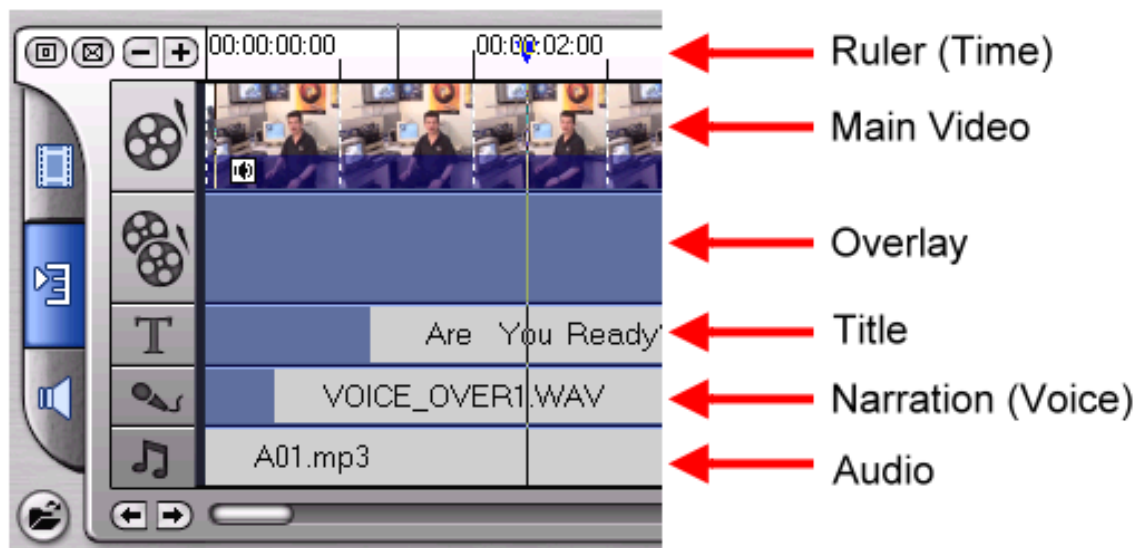 00:00:00:00 00:00:02:00 Ruler (Time)
Main Video
Overlay
T Are You Ready? Title
VOICE_OVER1.WAV Narration (Voice)
A01.mp3 Audio